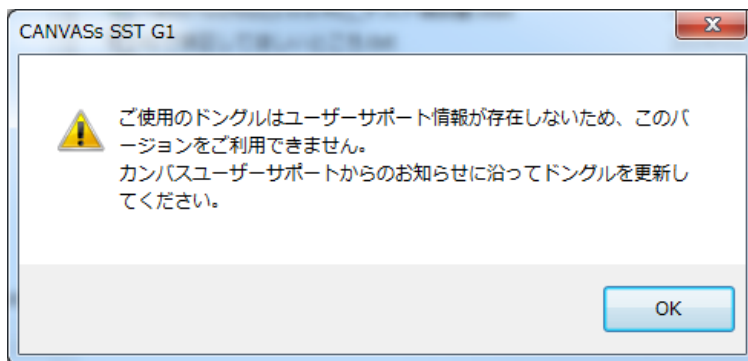 CANVASs SST G1
ご使用のドングルはユーザーサポート情報が存在しないため、このバ
ージョンをご利用できません。
カンバスユーザーサポートからのお知らせに沿ってドングルを更新し
てください。
OK